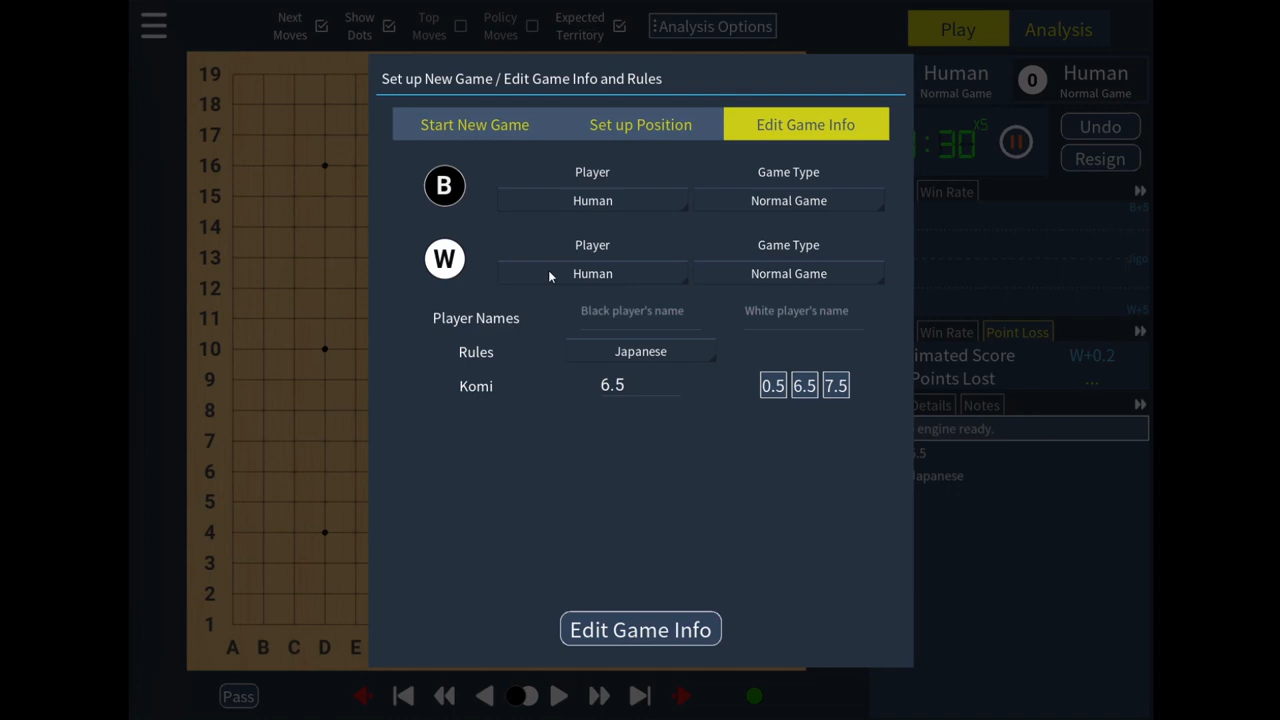 Next Moves
Show Dots
Top Moves
Policy Moves
Expected Territory
Analysis Options
Play
Analysis
Set up New Game / Edit Game Info and Rules
Start New Game
Set up Position
Edit Game Info
B
Player
Game Type
Human
Normal Game
W
Player
Game Type
Human
Normal Game
Player Names
Black player's name
White player's name
Rules
Japanese
Komi
6.5
0.5
6.5
7.5
Edit Game Info
19
18
17
16
15
14
13
12
11
10
9
8
7
6
5
4
3
2
1
A B C D E
Pass
Human
Normal Game
0
Human
Normal Game
:30
x5
Undo
Resign
Win Rate
B+5
Jigo
W+5
Win Rate
Point Loss
Score
W+0.2
Points Lost
...
Details
Notes
engine ready.
Japanese